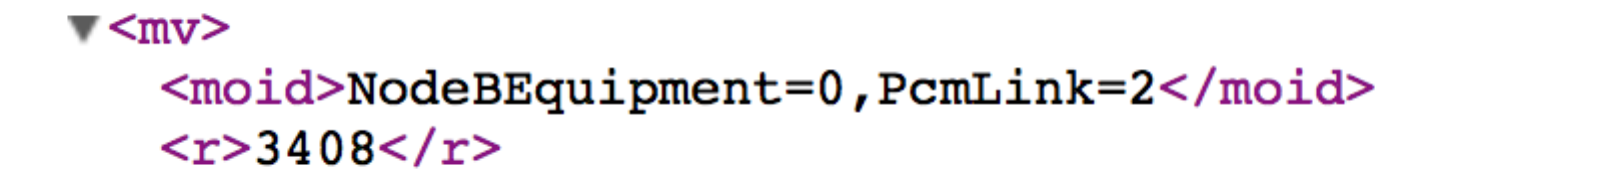 <mv>
<moid>NodeBEquipment=0,PcmLink=2</moid>
<r>3408</r>